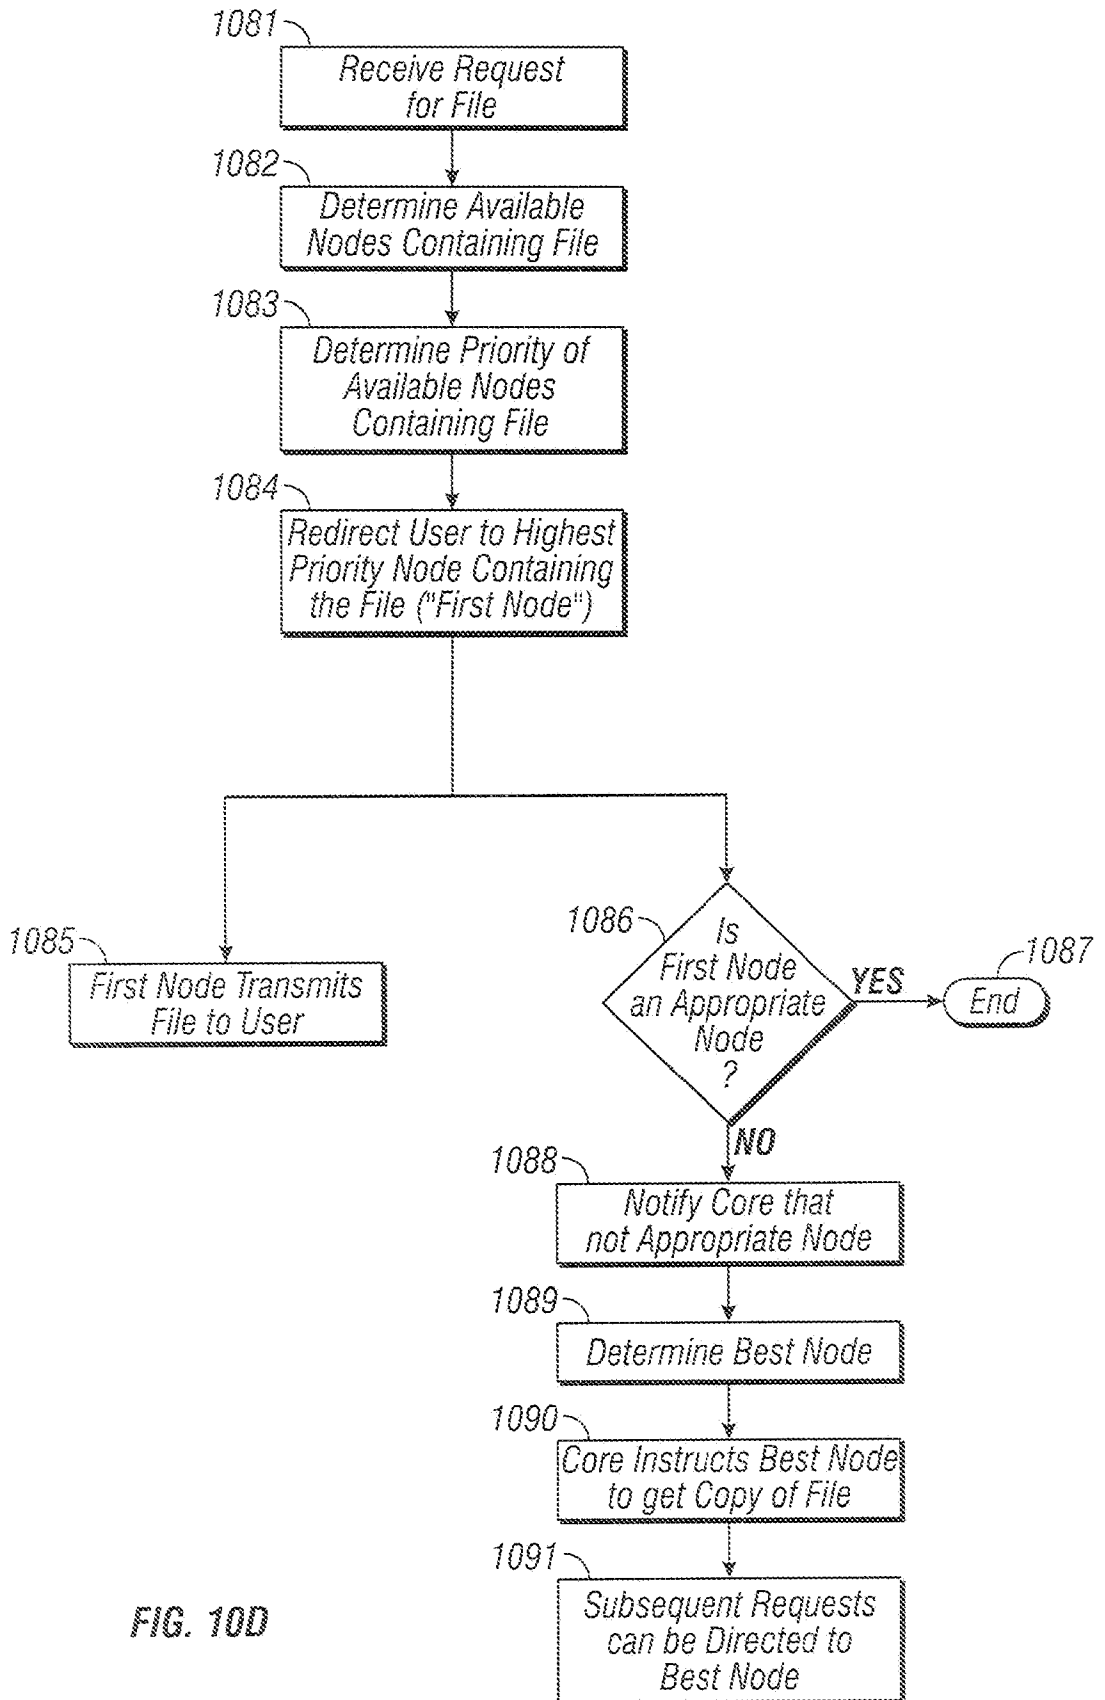 1081
Receive Request
for File
1082
Determine Available
Nodes Containing File
1083
Determine Priority of
Available Nodes
Containing File
1084
Redirect User to Highest
Priority Node Containing
the File ("First Node")
1085
First Node Transmits
File to User
1086
Is
First Node
an Appropriate
Node
?
YES
1087
End
NO
1088
Notify Core that
not Appropriate Node
1089
Determine Best Node
1090
Core Instructs Best Node
to get Copy of File
1091
Subsequent Requests
can be Directed to
Best Node
FIG. 10D